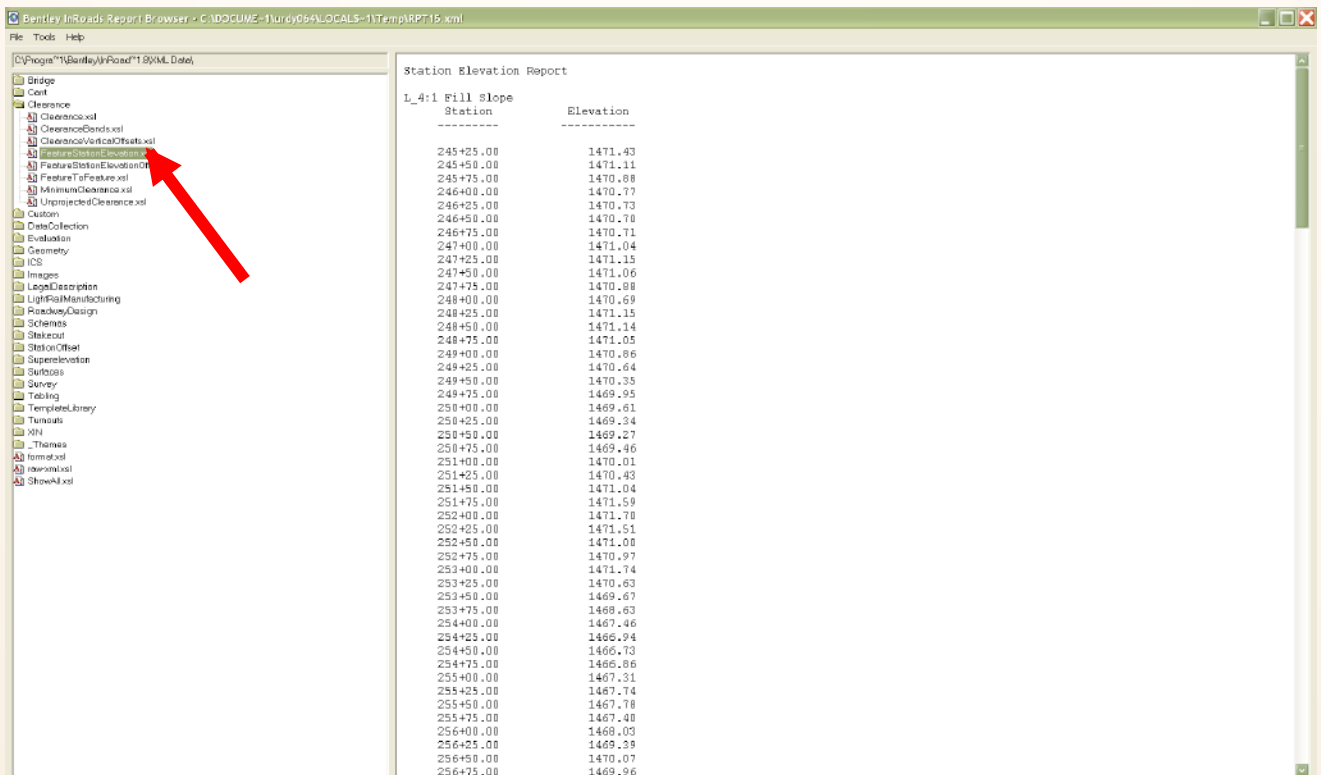 Bentley InRoads Report Browser - C:\DOCUME~1\urdy064\LOCALS~1\Temp\RPT15.xml
File Tools Help
C:\Progra~1\Bentley\InRoad~1.8\XML Data\
Bridge
Cant
Clearance
Clearance.xsl
ClearanceBands.xsl
ClearanceVerticalOffsets.xsl
FeatureStationElevation.xsl
FeatureStationElevationOf
FeatureToFeature.xsl
MinimumClearance.xsl
UnprojectedClearance.xsl
Custom
DataCollection
Evaluation
Geometry
ICS
Images
LegalDescription
LightRailManufacturing
RoadwayDesign
Schemas
Stakeout
StationOffset
Superelevation
Surfaces
Survey
Tabling
TemplateLibrary
Turnouts
XIN
_Themes
format.xsl
raw-xml.xsl
ShowAll.xsl
Station Elevation Report
L_4:1 Fill Slope
Station Elevation
--------- -----------
245+25.00 1471.43
245+50.00 1471.11
245+75.00 1470.88
246+00.00 1470.77
246+25.00 1470.73
246+50.00 1470.70
246+75.00 1470.71
247+00.00 1471.04
247+25.00 1471.15
247+50.00 1471.06
247+75.00 1470.88
248+00.00 1470.69
248+25.00 1471.15
248+50.00 1471.14
248+75.00 1471.05
249+00.00 1470.86
249+25.00 1470.64
249+50.00 1470.35
249+75.00 1469.95
250+00.00 1469.61
250+25.00 1469.34
250+50.00 1469.27
250+75.00 1469.46
251+00.00 1470.01
251+25.00 1470.43
251+50.00 1471.04
251+75.00 1471.59
252+00.00 1471.70
252+25.00 1471.51
252+50.00 1471.00
252+75.00 1470.97
253+00.00 1471.74
253+25.00 1470.63
253+50.00 1469.67
253+75.00 1468.63
254+00.00 1467.46
254+25.00 1466.94
254+50.00 1466.73
254+75.00 1466.86
255+00.00 1467.31
255+25.00 1467.74
255+50.00 1467.78
255+75.00 1467.40
256+00.00 1468.03
256+25.00 1469.39
256+50.00 1470.07
256+75.00 1469.96